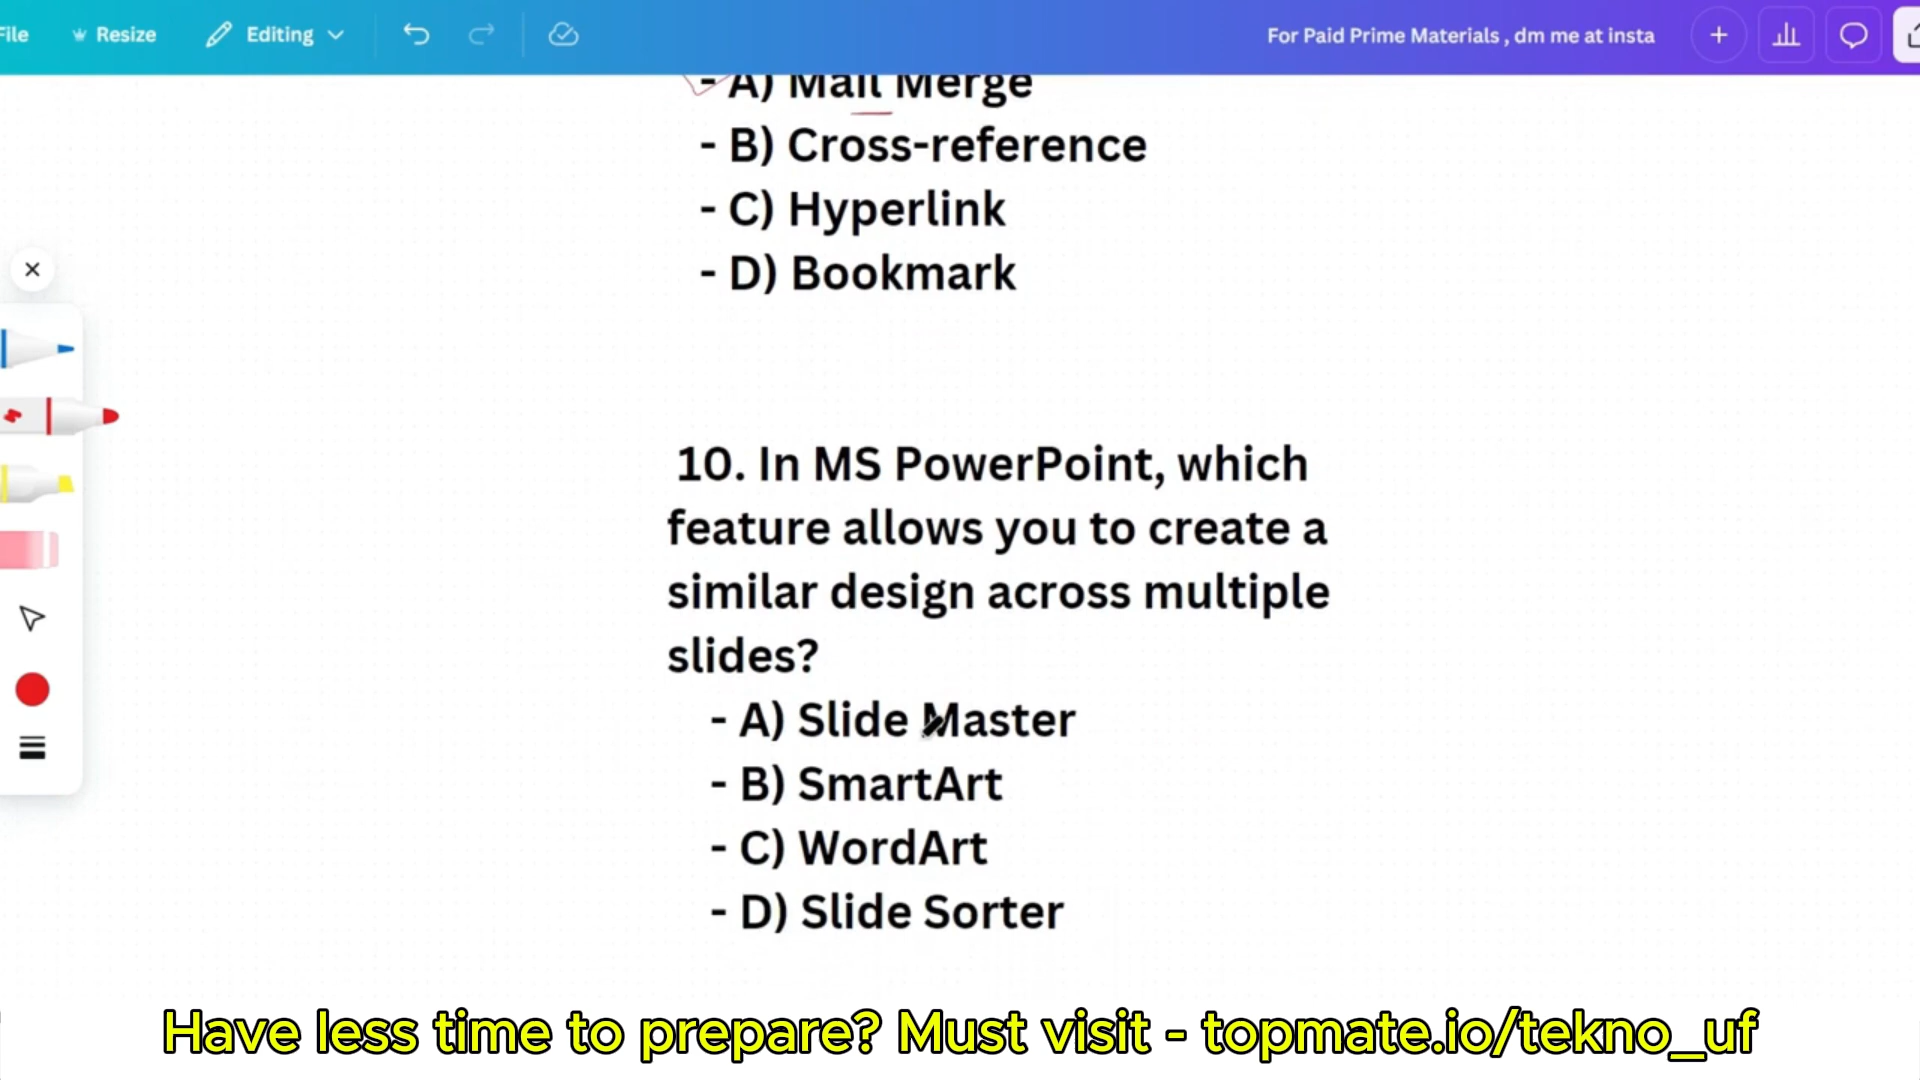 File Resize Editing For Paid Prime Materials , dm me at insta
- A) Mail Merge
- B) Cross-reference
- C) Hyperlink
- D) Bookmark
10. In MS PowerPoint, which
feature allows you to create a
similar design across multiple
slides?
- A) Slide Master
- B) SmartArt
- C) WordArt
- D) Slide Sorter
Have less time to prepare? Must visit - topmate.io/tekno_uf